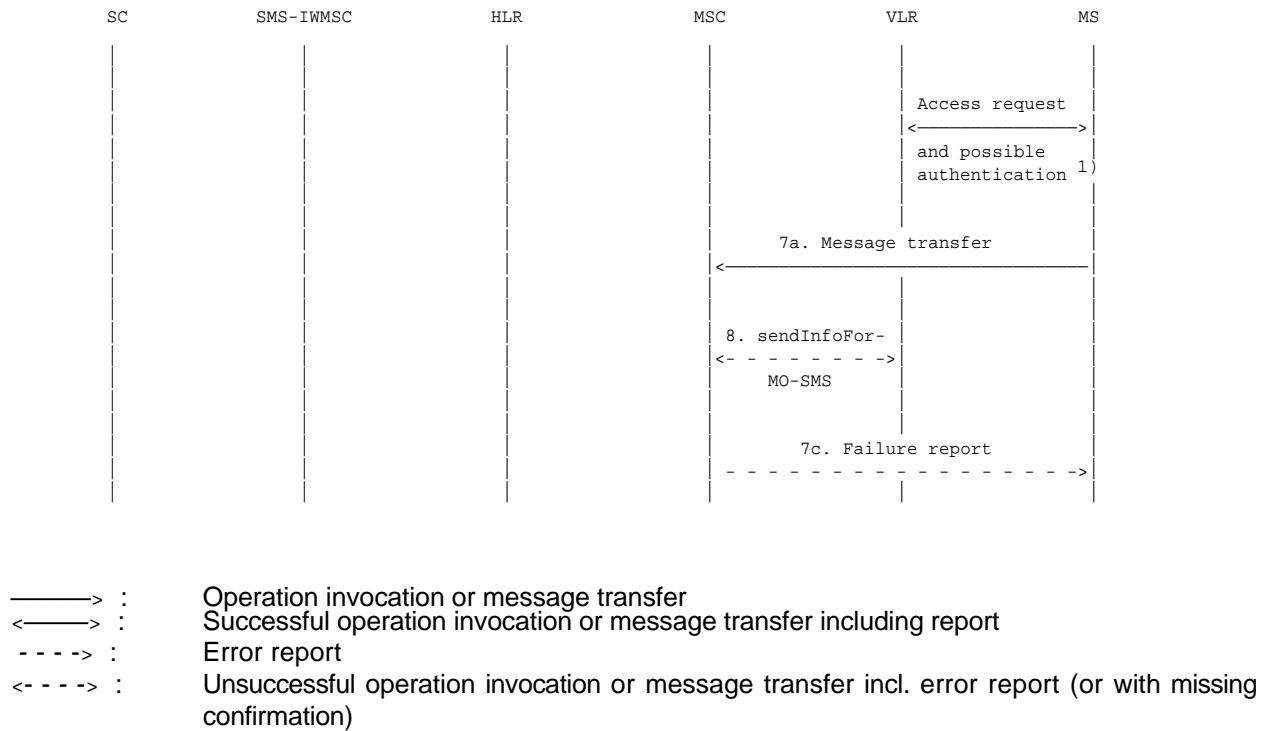 SC SMS-IWMSC HLR MSC VLR MS
Access request
and possible
authentication 1)
7a. Message transfer
8. sendInfoFor-
MO-SMS
7c. Failure report
: Operation invocation or message transfer
: Successful operation invocation or message transfer including report
: Error report
: Unsuccessful operation invocation or message transfer incl. error report (or with missing
confirmation)